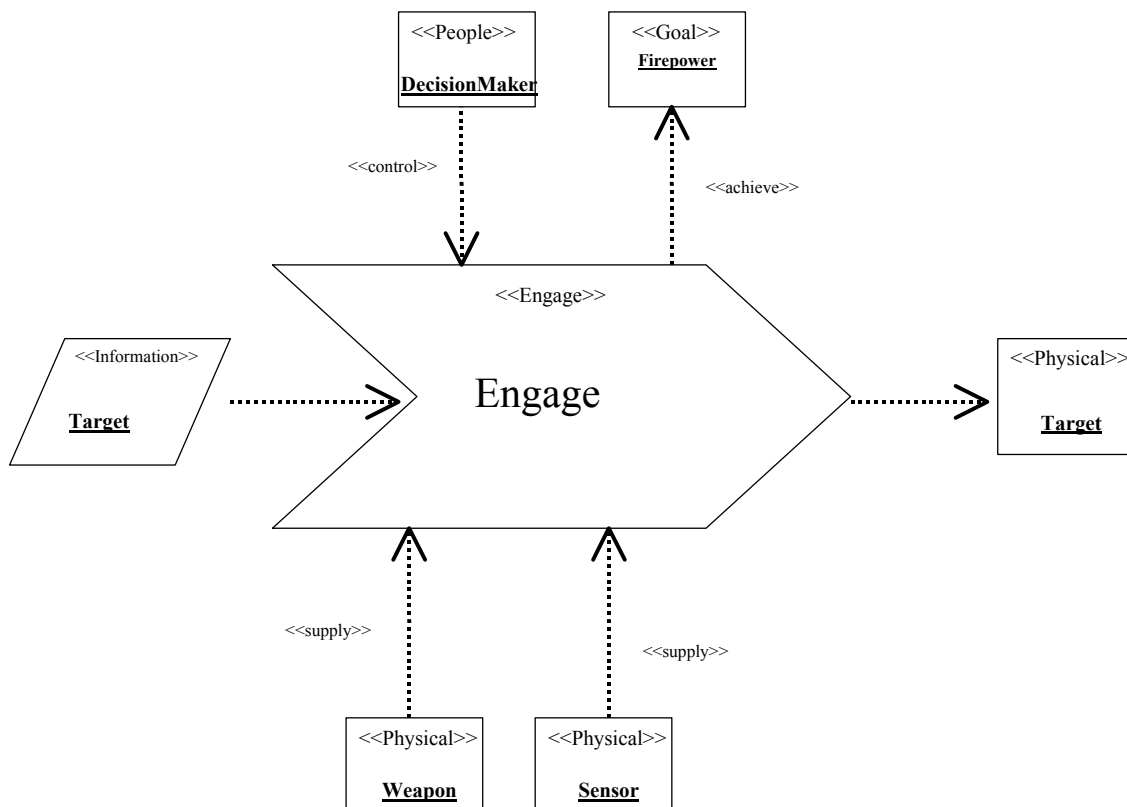 <<People>>
DecisionMaker
<<Goal>>
Firepower
<<control>>
<<achieve>>
<<Engage>>
Engage
<<Information>>
Target
<<Physical>>
Target
<<supply>>
<<supply>>
<<Physical>>
Weapon
<<Physical>>
Sensor